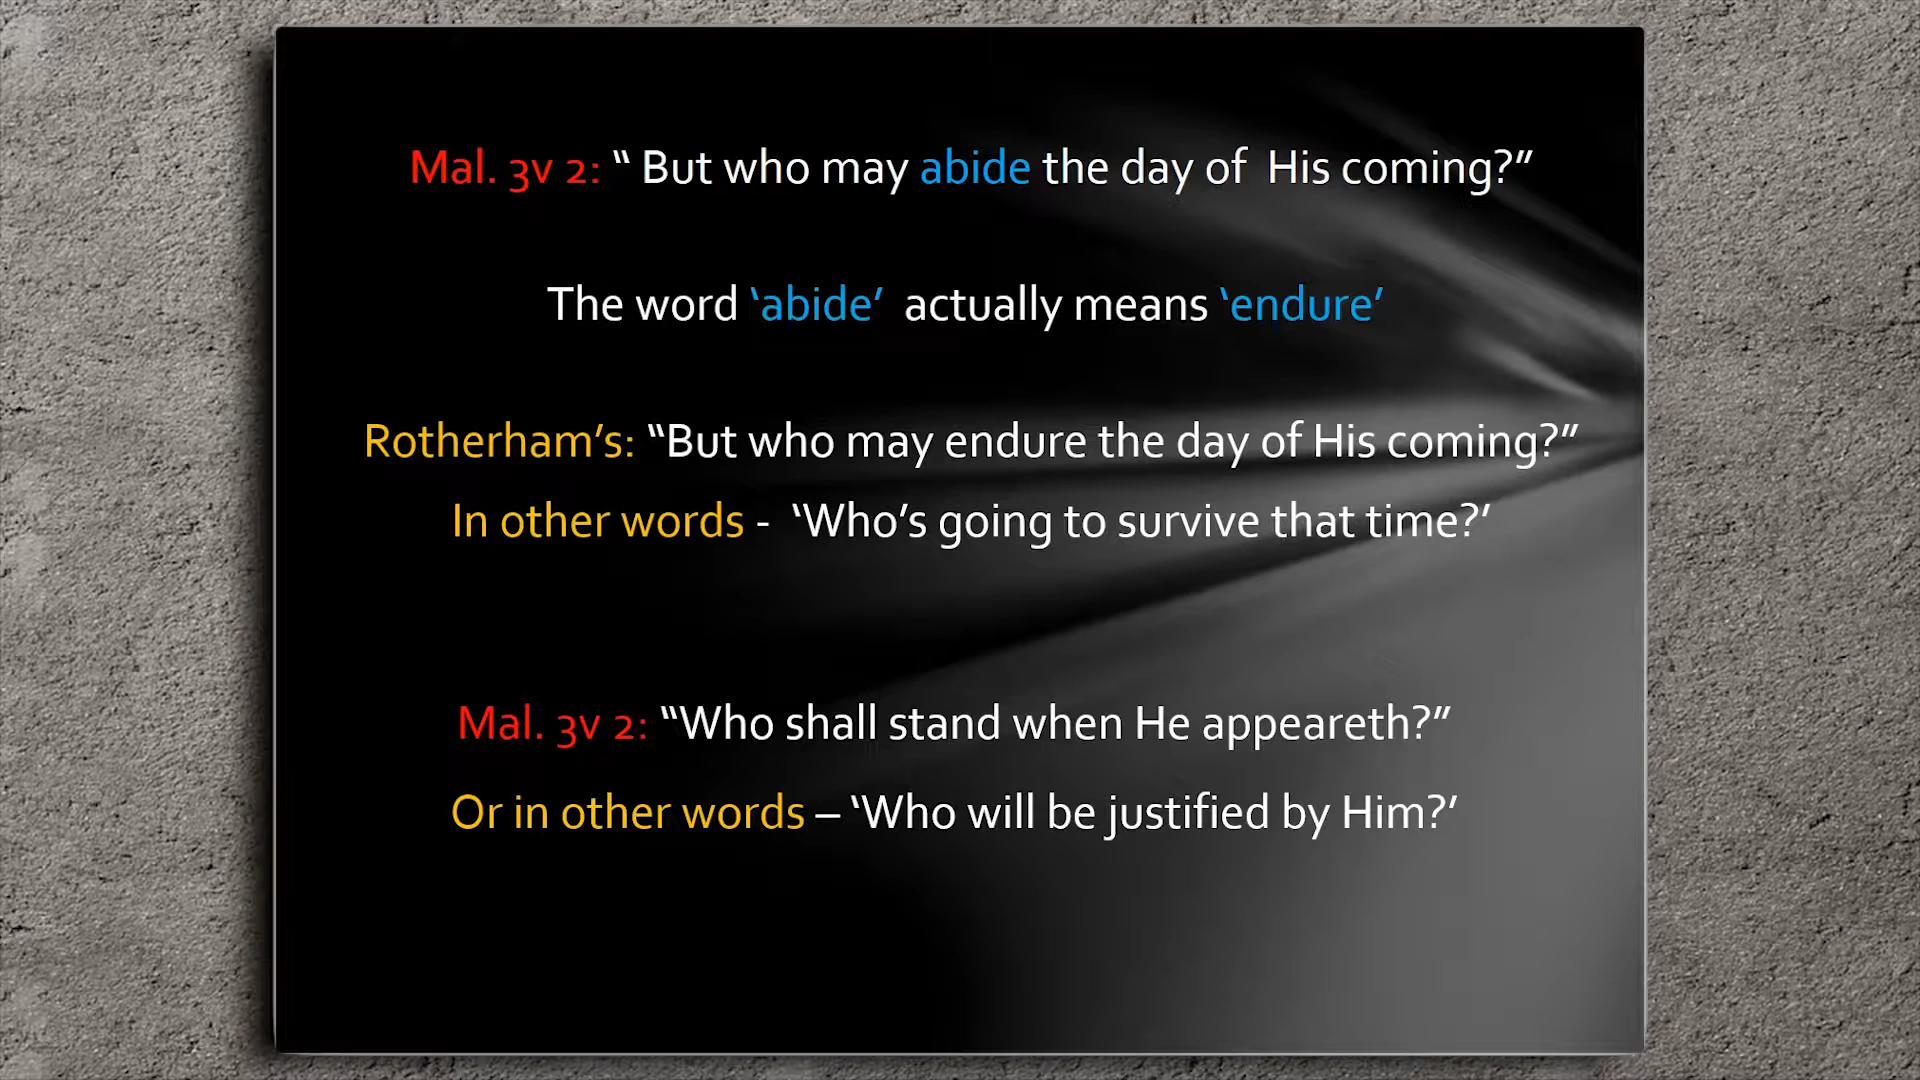 Mal. 3v 2: “ But who may abide the day of  His coming?”
The word ‘abide’  actually means ‘endure’
Rotherham’s: “But who may endure the day of His coming?”
In other words -  ‘Who’s going to survive that time?’
Mal. 3v 2: “Who shall stand when He appeareth?”
Or in other words – ‘Who will be justified by Him?’